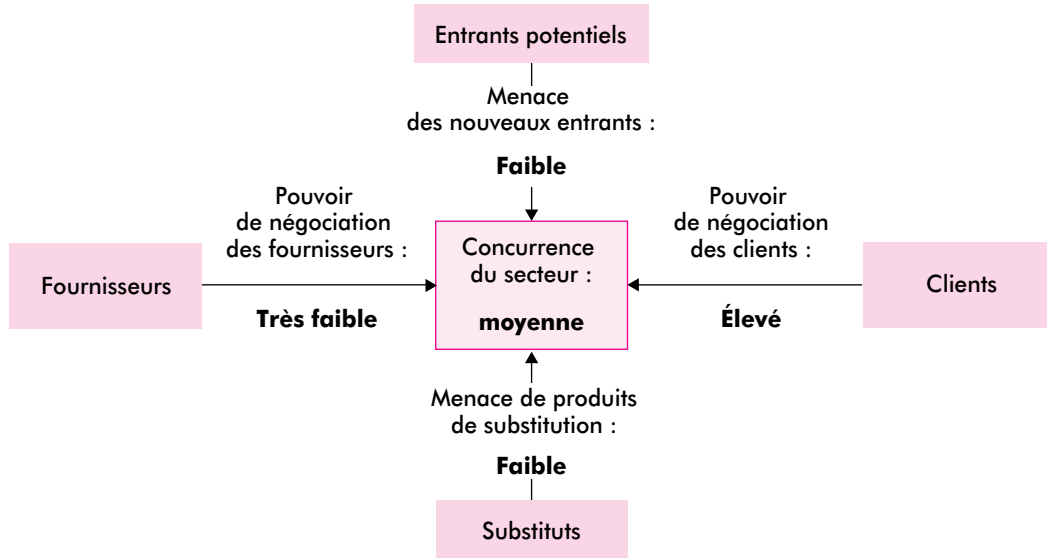 Entrants potentiels
Menace
des nouveaux entrants :
Faible
Pouvoir
de négociation
des fournisseurs :
Fournisseurs
Très faible
Concurrence
du secteur :
moyenne
Pouvoir
de négociation
des clients :
Clients
Élevé
Menace de produits
de substitution :
Faible
Substituts